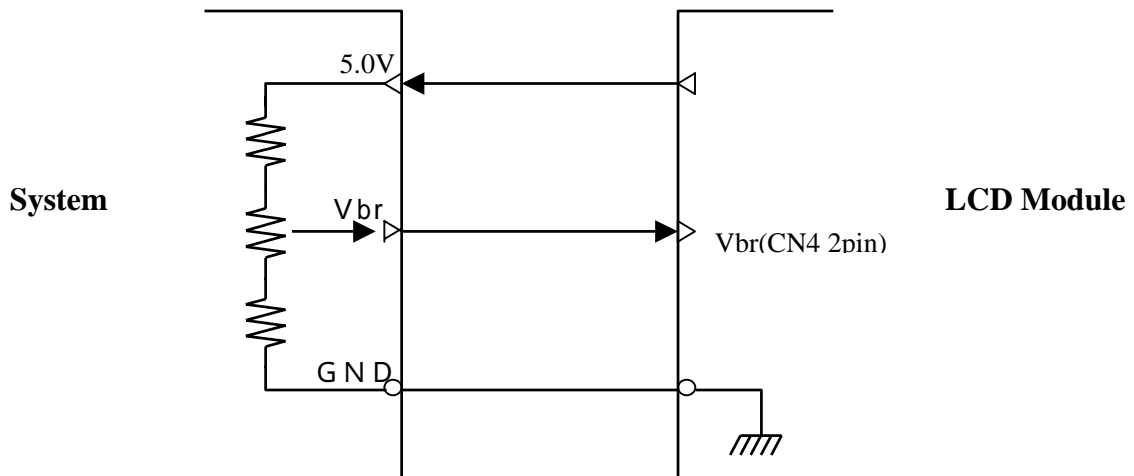 5.0V
System
Vbr
LCD Module
Vbr(CN4 2pin)
GND